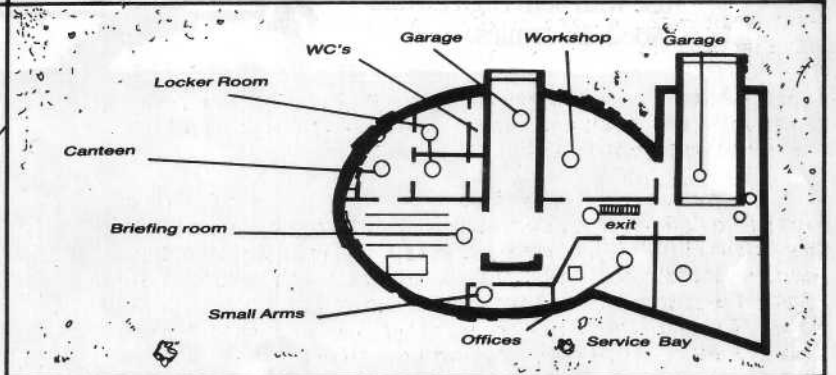 Garage
Workshop
Garage
WC's
Locker Room
Canteen
Briefing room
exit
Small Arms
Offices
Service Bay